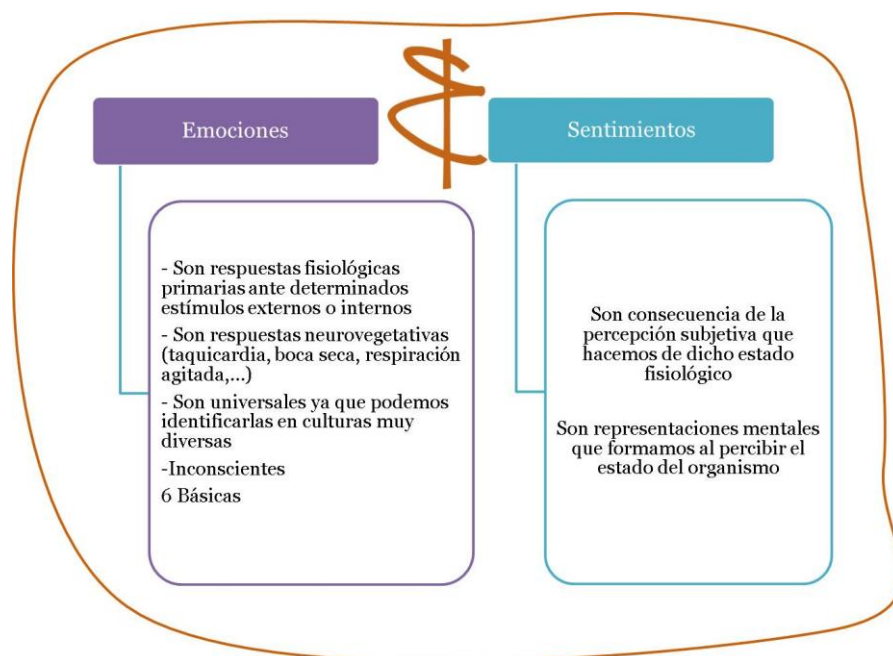 Emociones
- Son respuestas fisiológicas
primarias ante determinados
estímulos externos o internos
- Son respuestas neurovegetativas
(taquicardia, boca seca, respiración
agitada,...)
- Son universales ya que podemos
identificarlas en culturas muy
diversas
-Inconscientes
6 Básicas
Sentimientos
Son consecuencia de la
percepción subjetiva que
hacemos de dicho estado
fisiológico
Son representaciones mentales
que formamos al percibir el
estado del organismo